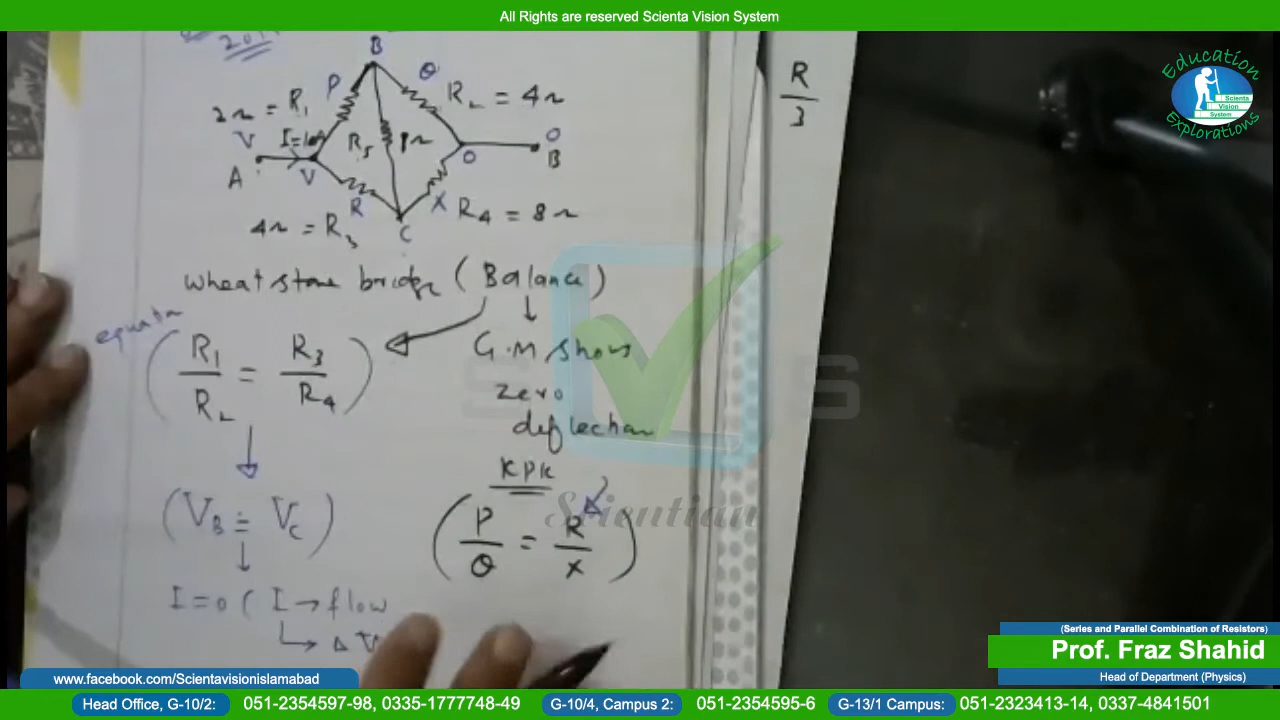 All Rights are reserved Scienta Vision System
Education
Scienta
Vision
System
Explorations
B
P
Q
2Ω = R1
R2 = 4Ω
V
R5
O
B
A
V
O
R
X
R4 = 8Ω
4Ω = R3
C
R/3
wheat stone bridge (Balance)
(R1/R2 = R3/R4)
G.M shows
zero
deflection
KPK
(VB = VC)
(P/Q = R/X)
Scientian
I=0 ( I → flow
(Series and Parallel Combination of Resistors)
Prof. Fraz Shahid
Head of Department (Physics)
www.facebook.com/Scientavisionislamabad
Head Office, G-10/2: 051-2354597-98, 0335-1777748-49 G-10/4, Campus 2: 051-2354595-6 G-13/1 Campus: 051-2323413-14, 0337-4841501